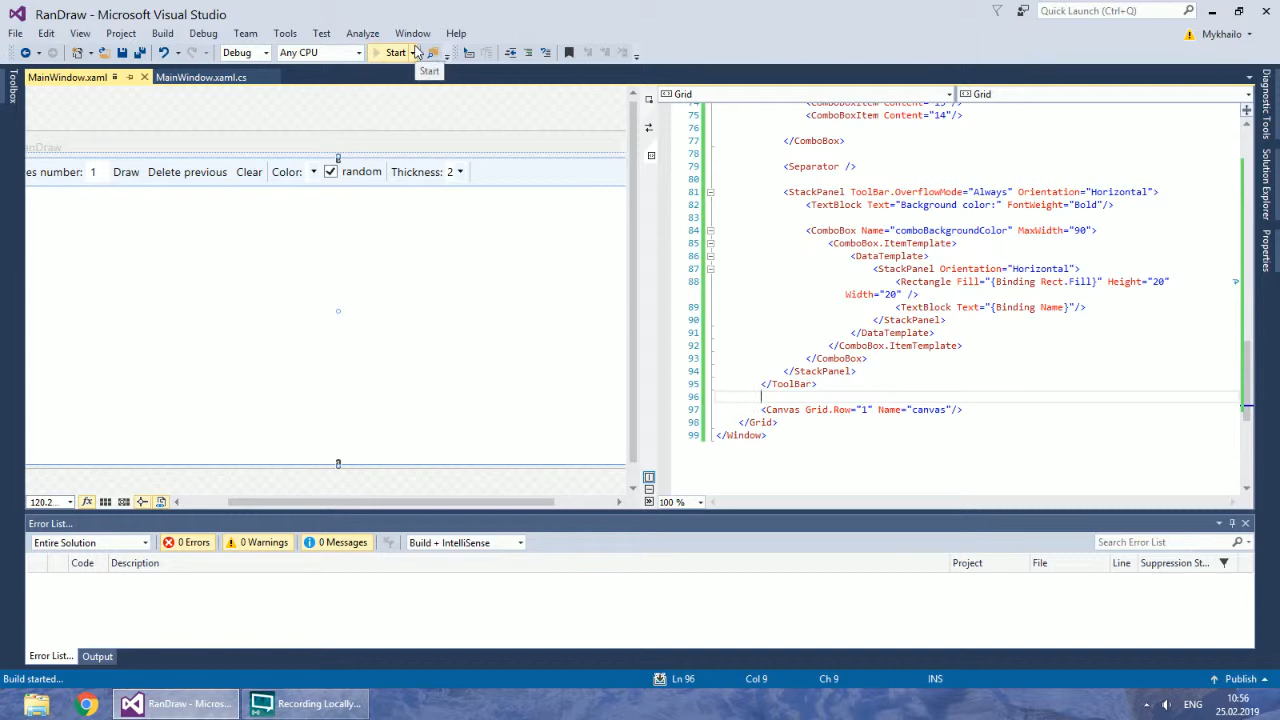 RanDraw - Microsoft Visual Studio
Quick Launch (Ctrl+Q)
File Edit View Project Build Debug Team Tools Test Analyze Window Help
Mykhailo
Debug Any CPU Start
Start
Toolbox
MainWindow.xaml
MainWindow.xaml.cs
Grid
Grid
anDraw
es number: 1 Draw Delete previous Clear Color: random Thickness: 2
75 <ComboBoxItem Content="14"/>
76
77 </ComboBox>
78
79 <Separator />
80
81 <StackPanel ToolBar.OverflowMode="Always" Orientation="Horizontal">
82 <TextBlock Text="Background color:" FontWeight="Bold"/>
83
84 <ComboBox Name="comboBackgroundColor" MaxWidth="90">
85 <ComboBox.ItemTemplate>
86 <DataTemplate>
87 <StackPanel Orientation="Horizontal">
88 <Rectangle Fill="{Binding Rect.Fill}" Height="20"
Width="20" />
89 <TextBlock Text="{Binding Name}"/>
90 </StackPanel>
91 </DataTemplate>
92 </ComboBox.ItemTemplate>
93 </ComboBox>
94 </StackPanel>
95 </ToolBar>
96
97 <Canvas Grid.Row="1" Name="canvas"/>
98 </Grid>
99 </Window>
Diagnostic Tools
Solution Explorer
Properties
120.2...
fx
100 %
Error List...
Entire Solution 0 Errors 0 Warnings 0 Messages Build + IntelliSense Search Error List
Code Description Project File Line Suppression St...
Error List... Output
Build started... Ln 96 Col 9 Ch 9 INS Publish
RanDraw - Micros... Recording Locally... ENG
10:56
25.02.2019